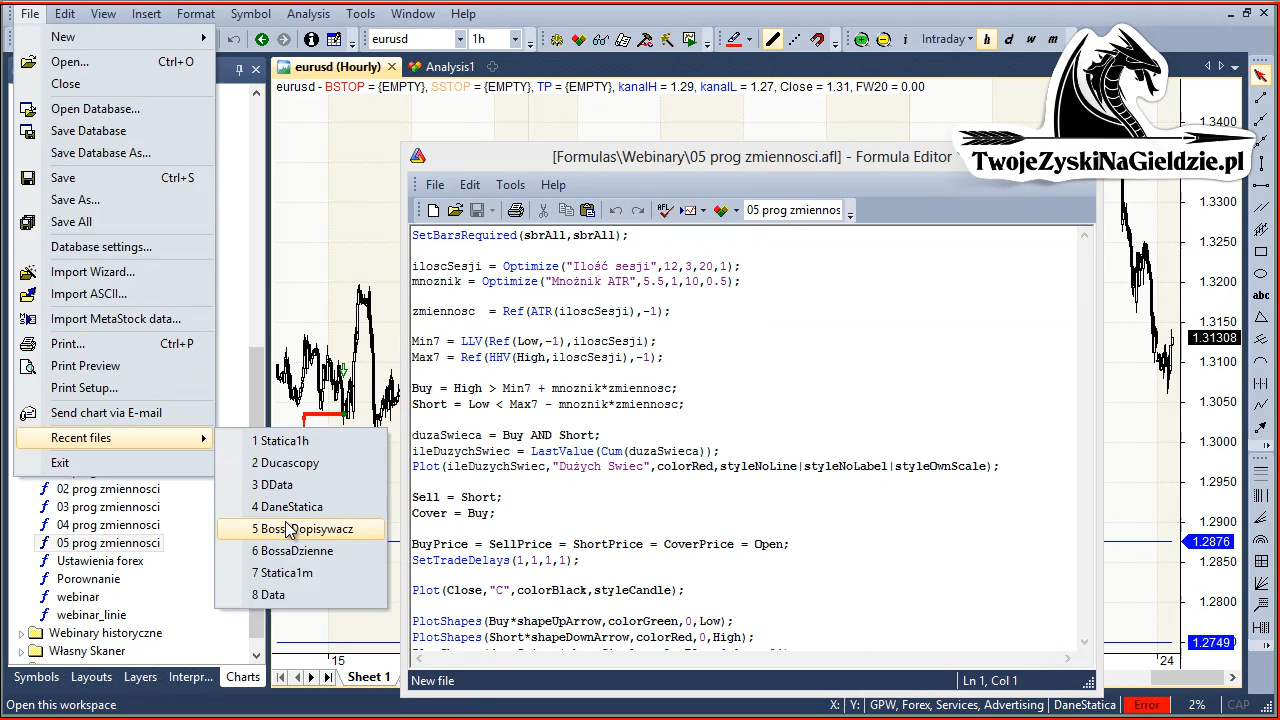 File Edit View Insert Format Symbol Analysis Tools Window Help
New
Open... Ctrl+O
Close
Open Database...
Save Database
Save Database As...
Save Ctrl+S
Save As...
Save All
Database settings...
Import Wizard...
Import ASCII...
Import MetaStock data...
Print... Ctrl+P
Print Preview
Print Setup...
Send chart via E-mail
Recent files
Exit
1 Statica1h
2 Ducascopy
3 DData
4 DaneStatica
6 BossaDzienne
7 Statica1m
8 Data
02 prog zmiennosci
03 prog zmiennosci
04 prog zmiennosci
05 prog zmiennosci
Ustawienia forex
Porownanie
webinar
webinar_linie
Webinary historyczne
Własny Skaner
Symbols Layouts Layers Interpr... Charts
eurusd 1h
Intraday h d w m
eurusd (Hourly) Analysis1
eurusd - BSTOP = {EMPTY}, SSTOP = {EMPTY}, TP = {EMPTY}, kanalH = 1.29, kanalL = 1.27, Close = 1.31, FW20 = 0.00
TwojeZyskiNaGieldzie.pl
[Formulas\Webinary\05 prog zmiennosci.afl] - Formula Editor
File Edit Tools Help
05 prog zmiennos
SetBarsRequired(sbrAll,sbrAll);
iloscSesji = Optimize("Ilość sesji",12,3,20,1);
mnoznik = Optimize("Mnożnik ATR",5.5,1,10,0.5);
zmiennosc = Ref(ATR(iloscSesji),-1);
Min7 = LLV(Ref(Low,-1),iloscSesji);
Max7 = Ref(HHV(High,iloscSesji),-1);
Buy = High > Min7 + mnoznik*zmiennosc;
Short = Low < Max7 - mnoznik*zmiennosc;
duzaSwieca = Buy AND Short;
ileDuzychSwiec = LastValue(Cum(duzaSwieca));
Plot(ileDuzychSwiec,"Dużych Swiec",colorRed,styleNoLine|styleNoLabel|styleOwnScale);
Sell = Short;
Cover = Buy;
BuyPrice = SellPrice = ShortPrice = CoverPrice = Open;
SetTradeDelays(1,1,1,1);
Plot(Close,"C",colorBlack,styleCandle);
PlotShapes(Buy*shapeUpArrow,colorGreen,0,Low);
PlotShapes(Short*shapeDownArrow,colorRed,0,High);
New file Ln 1, Col 1
1.3400
1.3300
1.3250
1.3200
1.3150
1.31308
1.3100
1.3050
1.3000
1.2950
1.2900
1.2876
1.2850
1.2800
1.2749
abc
15 24
Sheet 1
Open this workspace X: Y: GPW, Forex, Services, Advertising DaneStatica Error 2% CAP